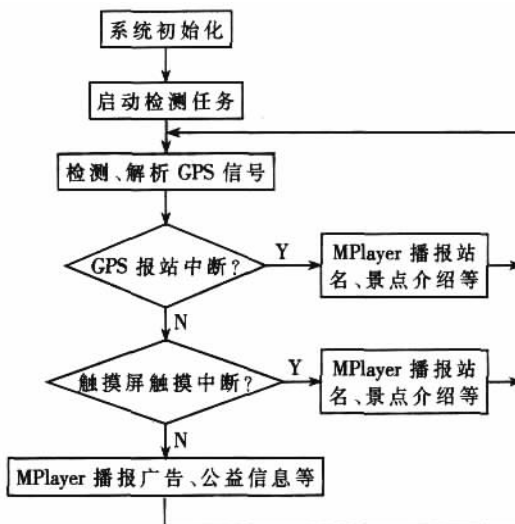 系统初始化
启动检测任务
检测、解析 GPS 信号
GPS 报站中断?
Y
MPlayer 播报站
名、景点介绍等
N
触摸屏触摸中断?
Y
MPlayer 播报站
名、景点介绍等
N
MPlayer 播报广告、公益信息等